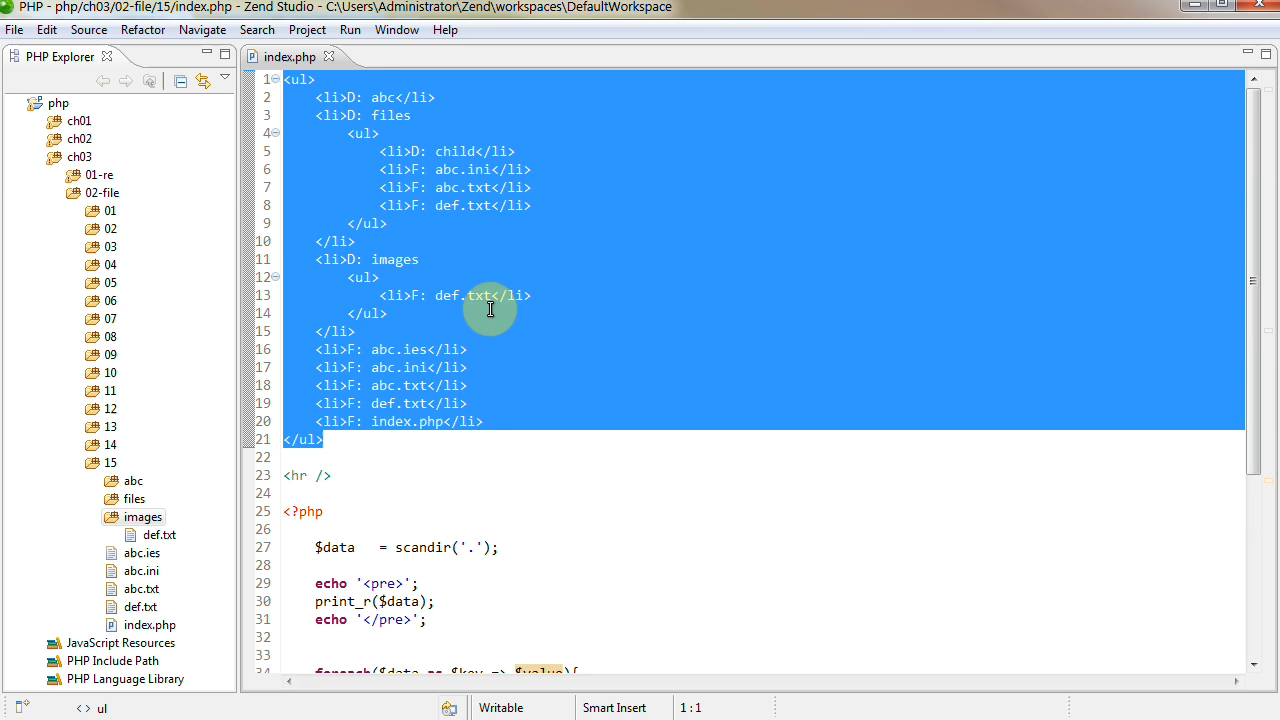 PHP - php/ch03/02-file/15/index.php - Zend Studio - C:\Users\Administrator\Zend\workspaces\DefaultWorkspace
File Edit Source Refactor Navigate Search Project Run Window Help
PHP Explorer
php
ch01
ch02
ch03
01-re
02-file
01
02
03
04
05
06
07
08
09
10
11
12
13
14
15
abc
files
images
def.txt
abc.ies
abc.ini
abc.txt
def.txt
index.php
JavaScript Resources
PHP Include Path
PHP Language Library
index.php
1 <ul>
2 <li>D: abc</li>
3 <li>D: files
4 <ul>
5 <li>D: child</li>
6 <li>F: abc.ini</li>
7 <li>F: abc.txt</li>
8 <li>F: def.txt</li>
9 </ul>
10 </li>
11 <li>D: images
12 <ul>
13 <li>F: def.txt</li>
14 </ul>
15 </li>
16 <li>F: abc.ies</li>
17 <li>F: abc.ini</li>
18 <li>F: abc.txt</li>
19 <li>F: def.txt</li>
20 <li>F: index.php</li>
21 </ul>
22
23 <hr />
24
25 <?php
26
27 $data = scandir('.');
28
29 echo '<pre>';
30 print_r($data);
31 echo '</pre>';
32
33
34 foreach($data as $key => $value){
<> ul Writable Smart Insert 1 : 1